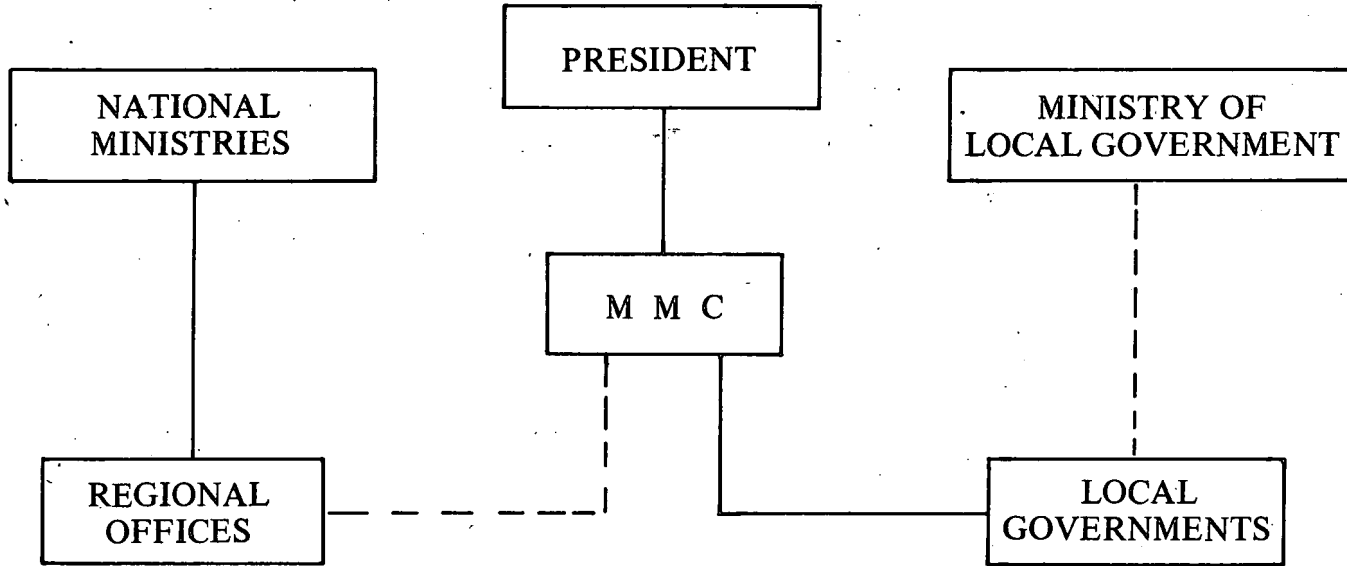 PRESIDENT
NATIONAL
MINISTRIES
MINISTRY OF
LOCAL GOVERNMENT
M M C
REGIONAL
OFFICES
LOCAL
GOVERNMENTS